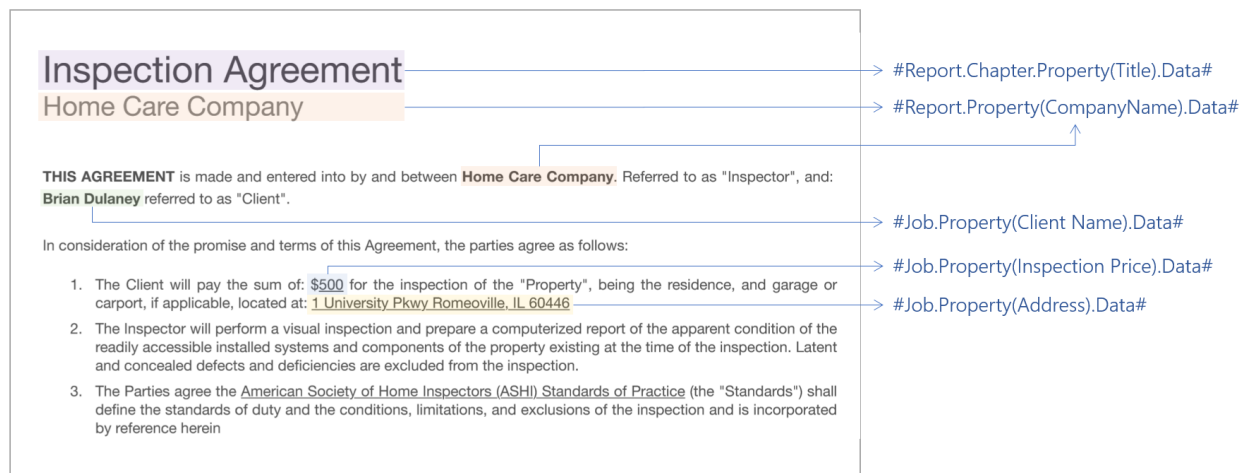 Inspection Agreement
#Report.Chapter.Property(Title).Data#
Home Care Company
#Report.Property(CompanyName).Data#
THIS AGREEMENT is made and entered into by and between Home Care Company. Referred to as "Inspector", and:
Brian Dulaney referred to as "Client".
#Job.Property(Client Name).Data#
In consideration of the promise and terms of this Agreement, the parties agree as follows:
#Job.Property(Inspection Price).Data#
1. The Client will pay the sum of: $500 for the inspection of the "Property", being the residence, and garage or
carport, if applicable, located at: 1 University Pkwy Romeoville, IL 60446
#Job.Property(Address).Data#
2. The Inspector will perform a visual inspection and prepare a computerized report of the apparent condition of the
readily accessible installed systems and components of the property existing at the time of the inspection. Latent
and concealed defects and deficiencies are excluded from the inspection.
3. The Parties agree the American Society of Home Inspectors (ASHI) Standards of Practice (the "Standards") shall
define the standards of duty and the conditions, limitations, and exclusions of the inspection and is incorporated
by reference herein